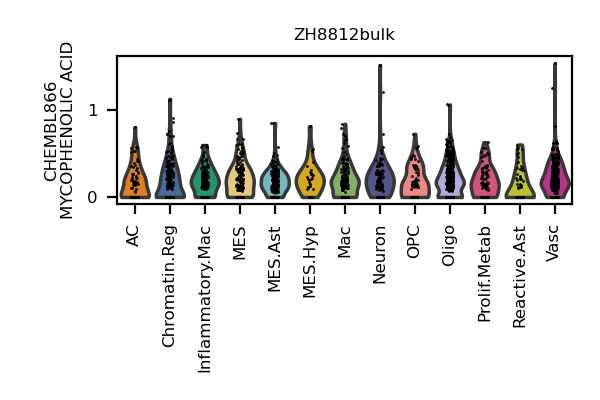 ZH8812bulk
CHEMBL866
MYCOPHENOLIC ACID
1
0
AC
Chromatin.Reg
Inflammatory.Mac
MES
MES.Ast
MES.Hyp
Mac
Neuron
OPC
Oligo
Prolif.Metab
Reactive.Ast
Vasc